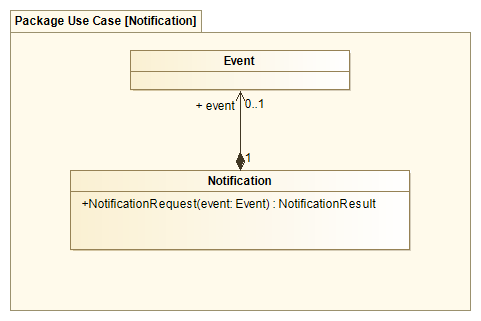 Package Use Case [Notification]
Event
+ event
0..1
1
Notification
+NotificationRequest(event: Event) : NotificationResult